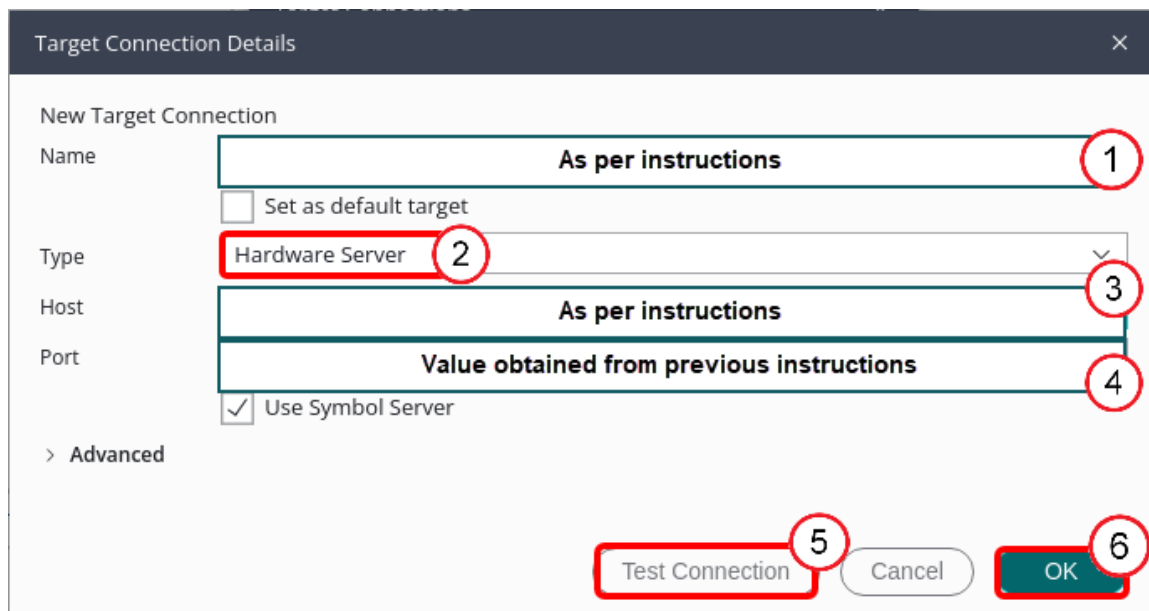 Target Connection Details
New Target Connection
Name As per instructions 1
Set as default target
Type Hardware Server 2
3
Host As per instructions
Port Value obtained from previous instructions
4
Use Symbol Server
Advanced
5 6
Test Connection Cancel OK